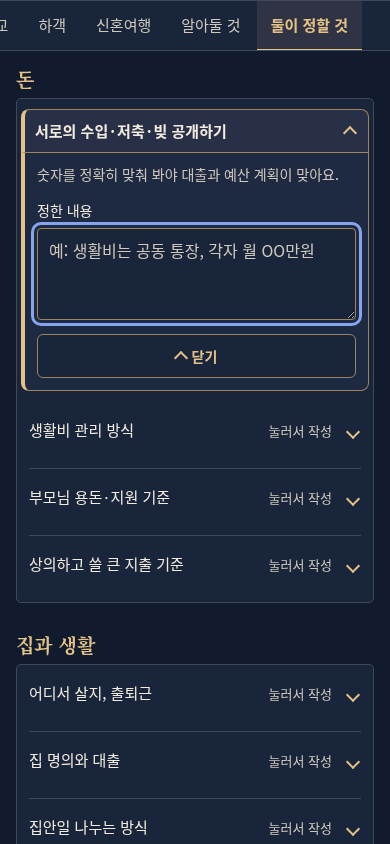 교 하객 신혼여행 알아둘 것 둘이 정할 것
돈
서로의 수입·저축·빚 공개하기
숫자를 정확히 맞춰 봐야 대출과 예산 계획이 맞아요.
정한 내용
예: 생활비는 공동 통장, 각자 월 OO만원
닫기
생활비 관리 방식 눌러서 작성
부모님 용돈·지원 기준 눌러서 작성
상의하고 쓸 큰 지출 기준 눌러서 작성
집과 생활
어디서 살지, 출퇴근 눌러서 작성
집 명의와 대출 눌러서 작성
집안일 나누는 방식 눌러서 작성